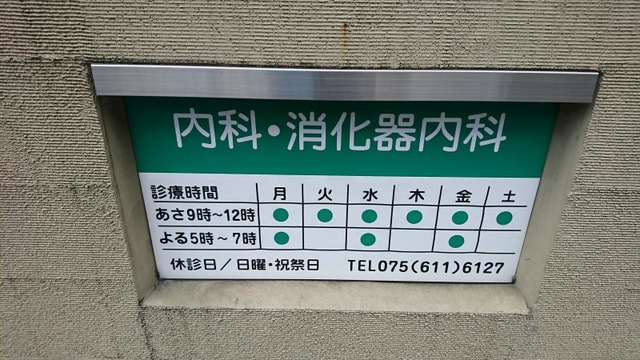 内科・消化器内科
診療時間 月 火 水 木 金 土
あさ9時～12時 ● ● ● ● ● ●
よる5時～7時 ● ● ●
休診日／日曜・祝祭日 TEL075(611)6127